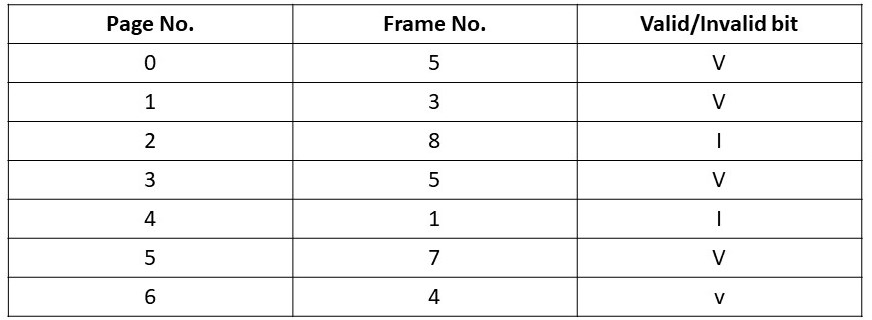 Page No. Frame No. Valid/Invalid bit
0 5 V
1 3 V
2 8 I
3 5 V
4 1 I
5 7 V
6 4 v